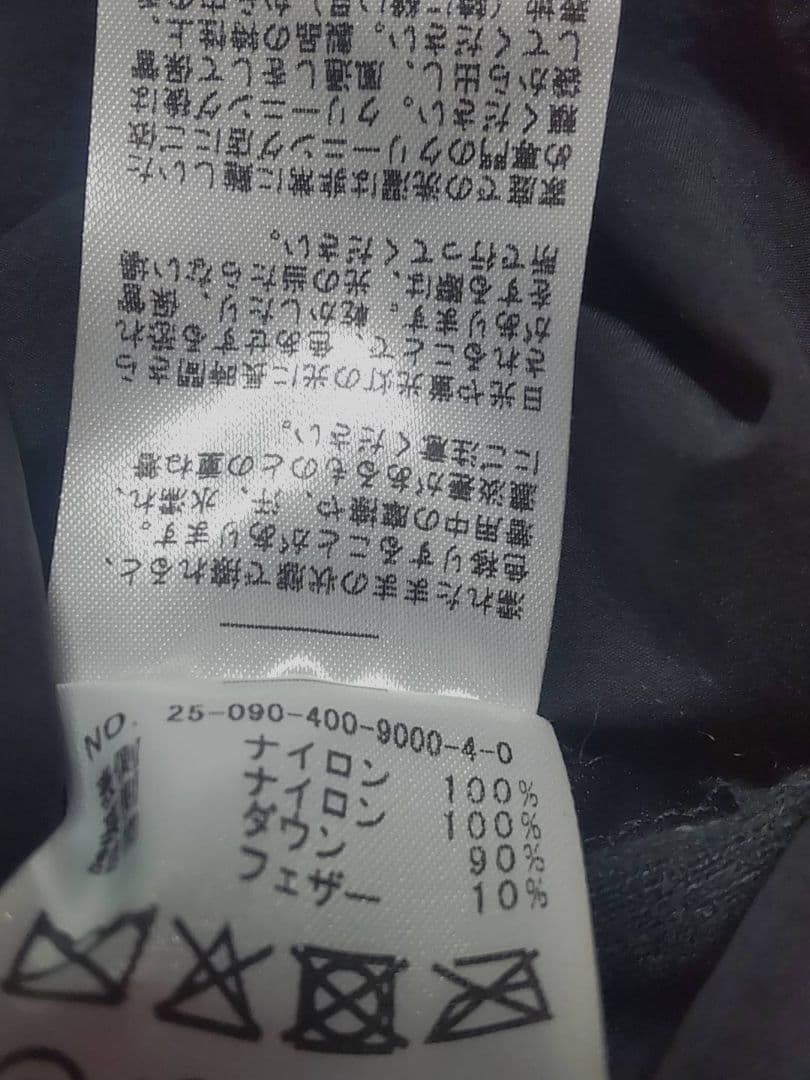 濡れたままの状態で擦れると、
色移りすることがあります。
着用中の摩擦や、汗、水濡れ、
濃淡差があるものとの重ね着
にご注意ください。
日光や蛍光灯の光に長時間さら
されることで、色あせする恐れ
があります。乾かしたり、保管
をする際は、光の当たらない場
所で行ってください。
家庭での洗濯は非常に難しいた
め専門のクリーニング店にご依
頼ください。クリーニング後は
袋から出し、風通しをして保管
してください。製品の特性上、
表地(特に縫い目)から中の
NO. 25-090-400-9000-4-0
ナイロン 100%
ナイロン 100%
ダウン 90%
フェザー 10%